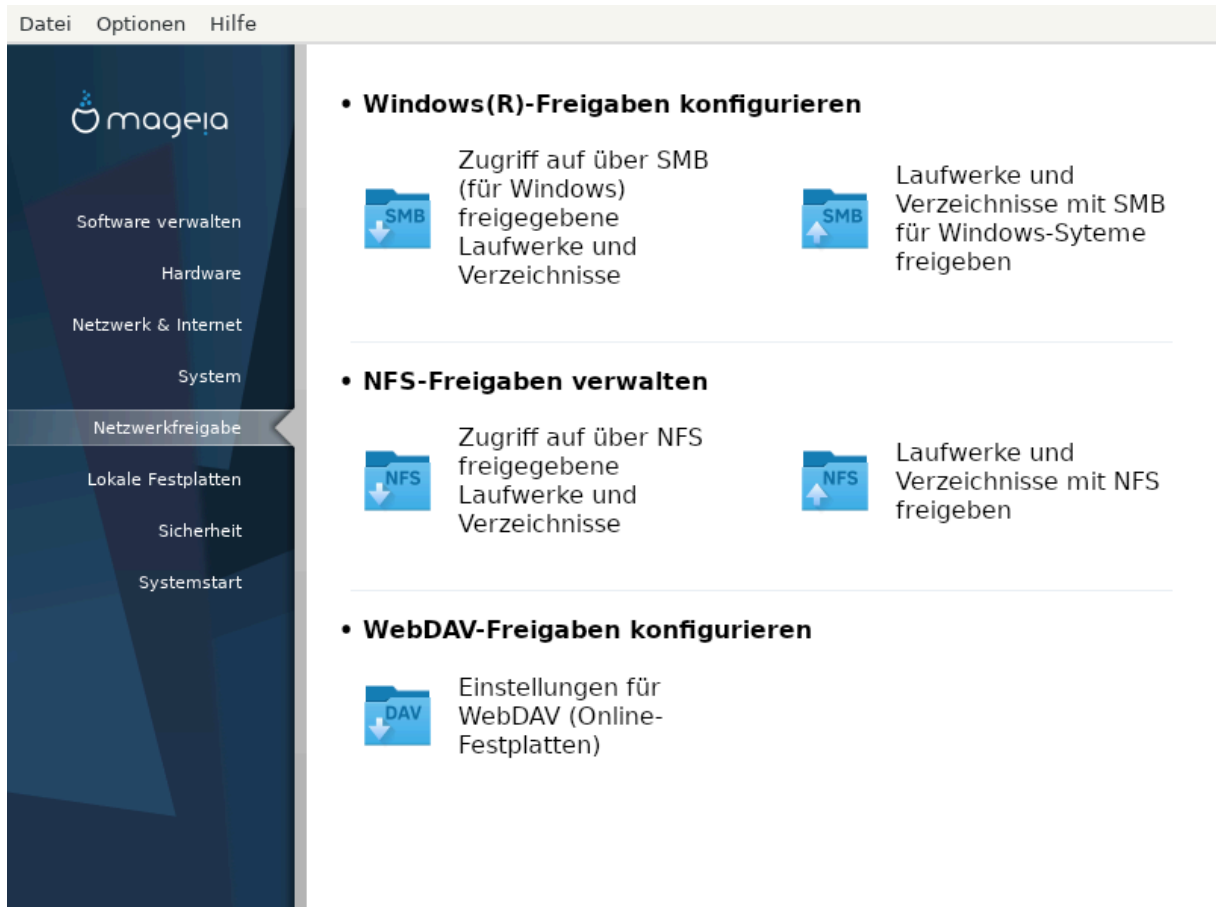 Datei Optionen Hilfe
mageia
Software verwalten
Hardware
Netzwerk & Internet
System
Netzwerkfreigabe
Lokale Festplatten
Sicherheit
Systemstart
• Windows(R)-Freigaben konfigurieren
SMB
Zugriff auf über SMB
(für Windows)
freigegebene
Laufwerke und
Verzeichnisse
SMB
Laufwerke und
Verzeichnisse mit SMB
für Windows-Syteme
freigeben
• NFS-Freigaben verwalten
NFS
Zugriff auf über NFS
freigegebene
Laufwerke und
Verzeichnisse
NFS
Laufwerke und
Verzeichnisse mit NFS
freigeben
• WebDAV-Freigaben konfigurieren
DAV
Einstellungen für
WebDAV (Online-
Festplatten)